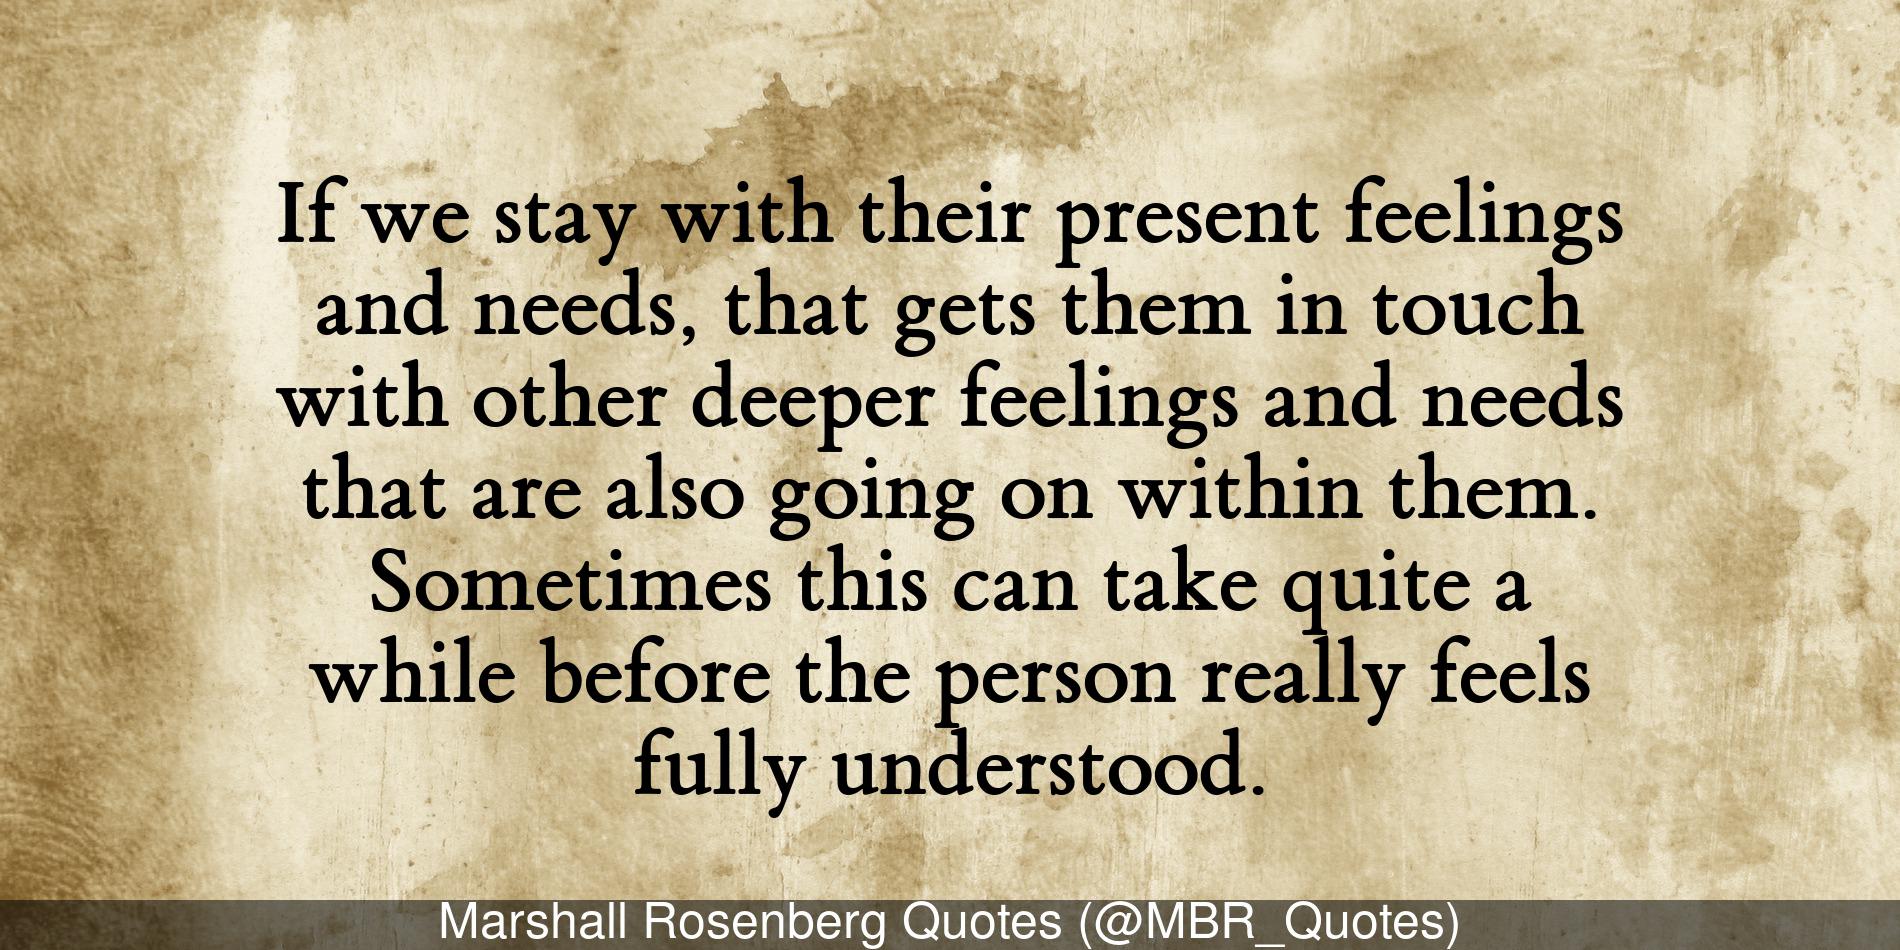 If we stay with their present feelings
and needs, that gets them in touch
with other deeper feelings and needs
that are also going on within them.
Sometimes this can take quite a
while before the person really feels
fully understood.
Marshall Rosenberg Quotes (@MBR_Quotes)